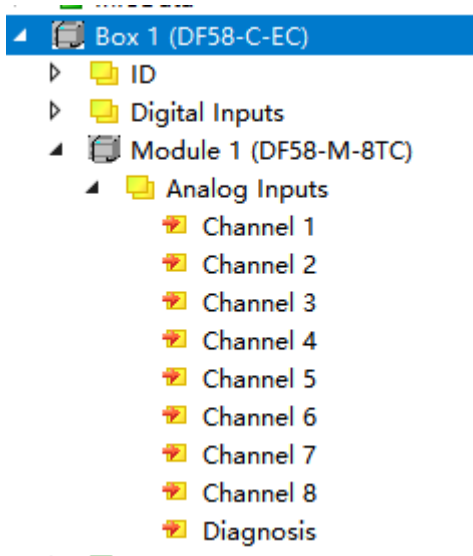 Box 1 (DF58-C-EC)
ID
Digital Inputs
Module 1 (DF58-M-8TC)
Analog Inputs
Channel 1
Channel 2
Channel 3
Channel 4
Channel 5
Channel 6
Channel 7
Channel 8
Diagnosis